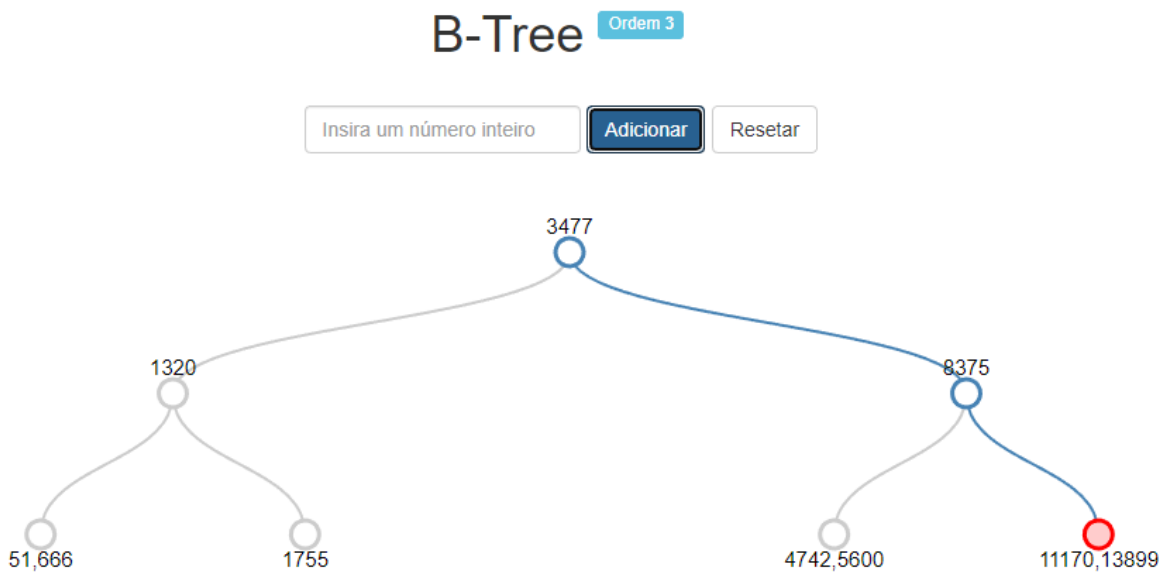 B-Tree Ordem 3
Insira um número inteiro Adicionar Resetar
3477
1320 8375
51,666 1755 4742,5600 11170,13899